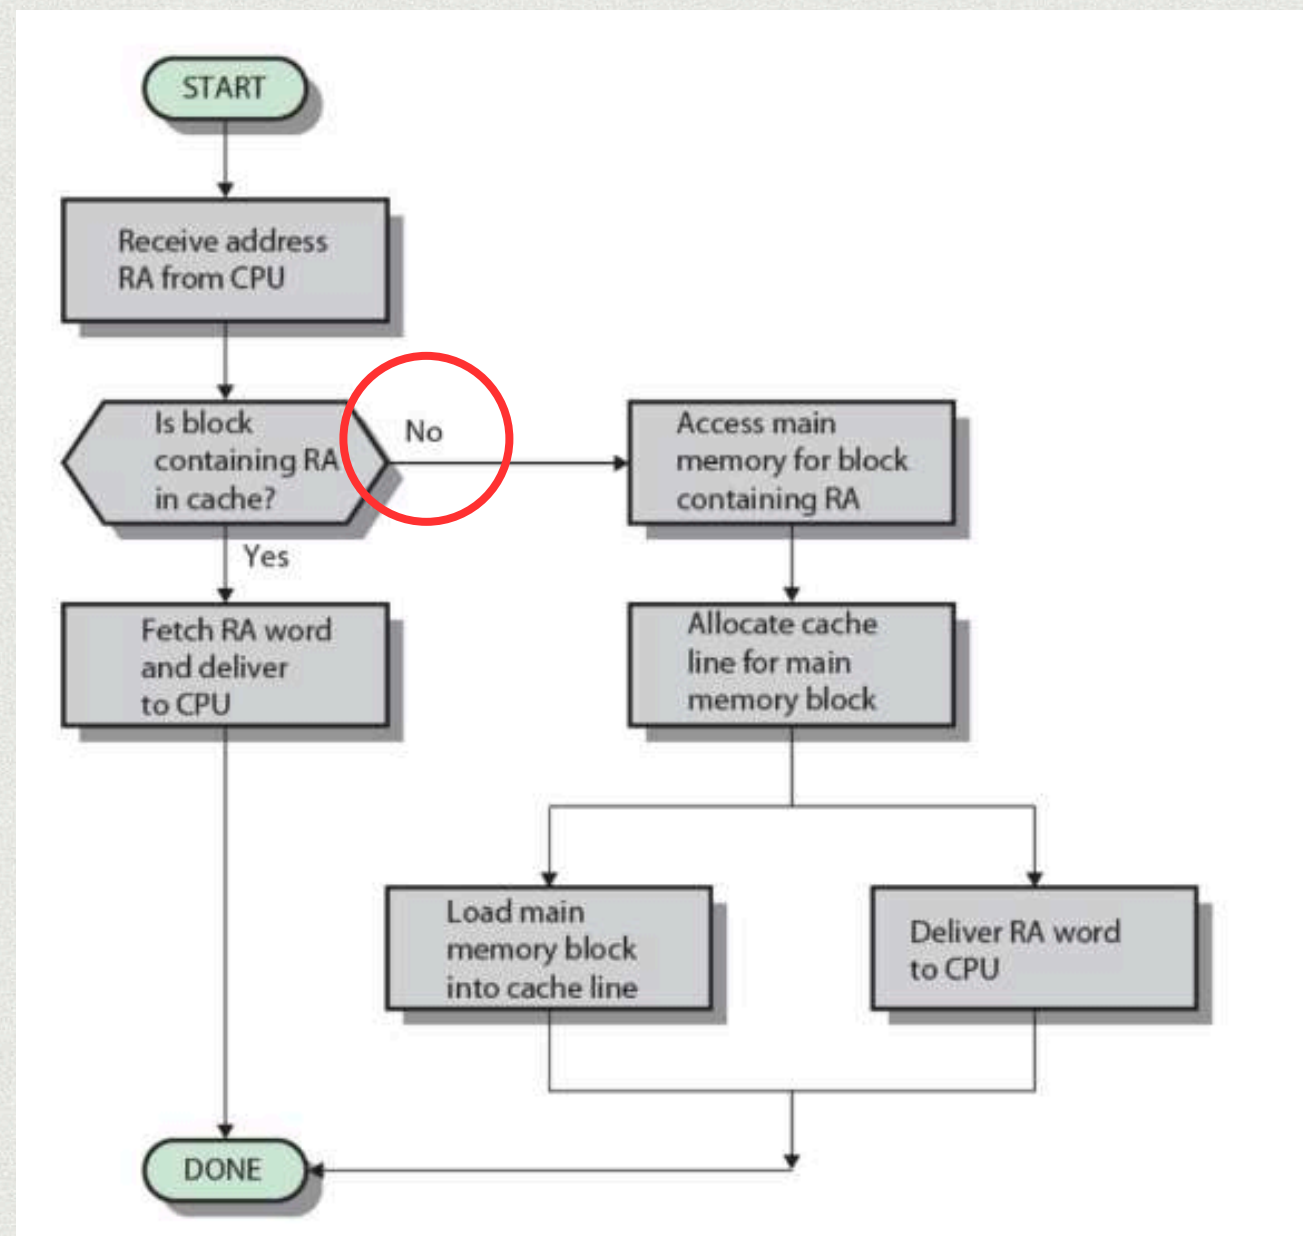 START
Receive address
RA from CPU
Is block
containing RA
in cache?
No
Yes
Access main
memory for block
containing RA
Fetch RA word
and deliver
to CPU
Allocate cache
line for main
memory block
Load main
memory block
into cache line
Deliver RA word
to CPU
DONE